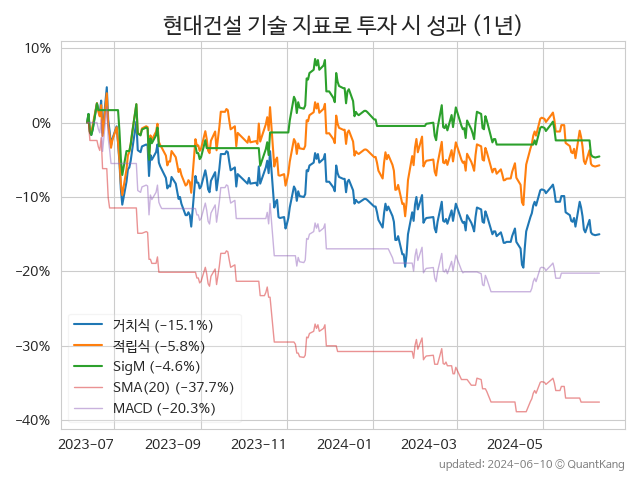 현대건설 기술 지표로 투자 시 성과 (1년)
10%
0%
−10%
−20%
−30%
−40%
거치식 (−15.1%)
적립식 (−5.8%)
SigM (−4.6%)
SMA(20) (−37.7%)
MACD (−20.3%)
2023−07 2023−09 2023−11 2024−01 2024−03 2024−05
updated: 2024−06−10 © QuantKang